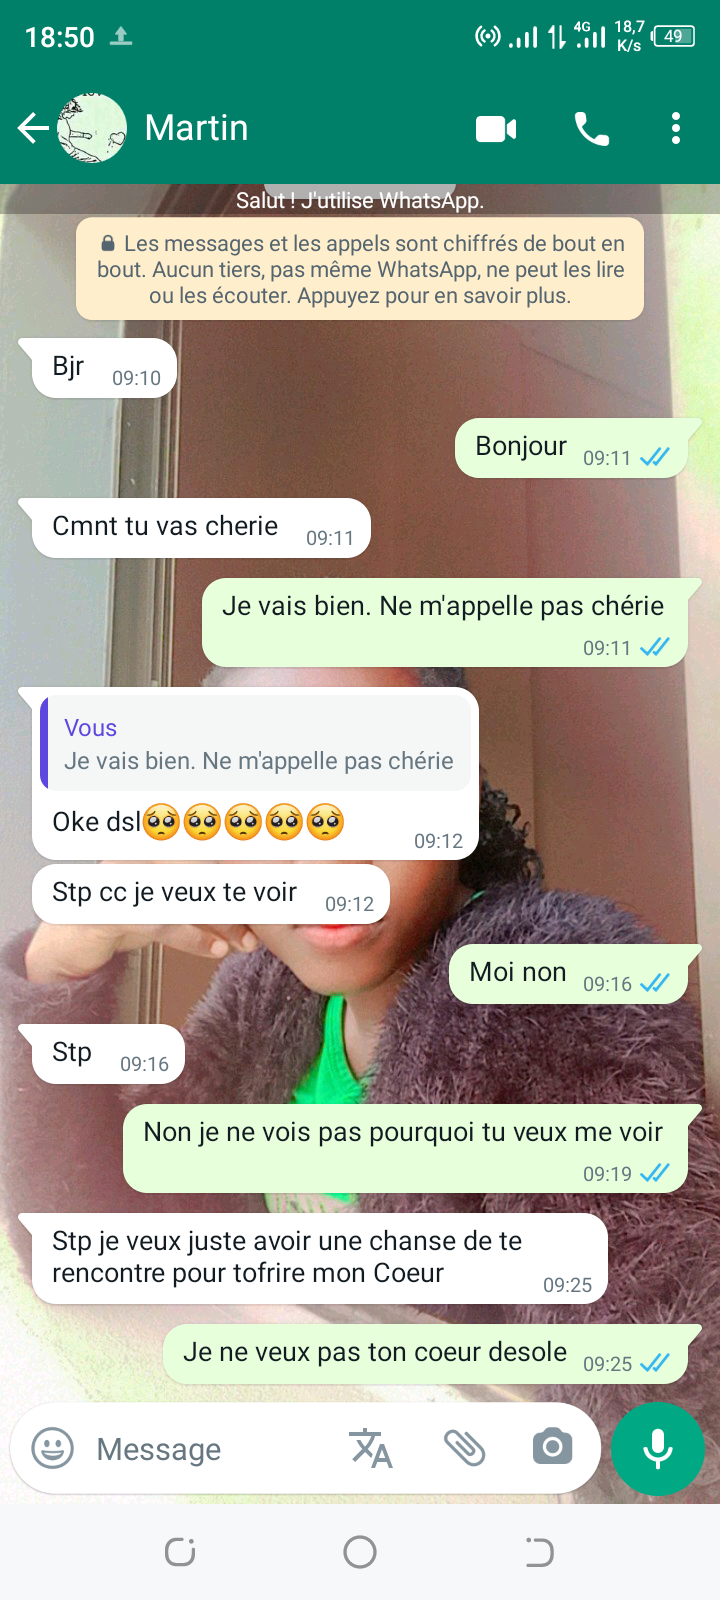 18:50
4G 18,7 K/s 49
Martin
Salut ! J'utilise WhatsApp.
Les messages et les appels sont chiffrés de bout en
bout. Aucun tiers, pas même WhatsApp, ne peut les lire
ou les écouter. Appuyez pour en savoir plus.
Bjr 09:10
Bonjour 09:11
Cmnt tu vas cherie 09:11
Je vais bien. Ne m'appelle pas chérie
09:11
Vous
Je vais bien. Ne m'appelle pas chérie
Oke dsl🥺🥺🥺🥺🥺 09:12
Stp cc je veux te voir 09:12
Moi non 09:16
Stp 09:16
Non je ne vois pas pourquoi tu veux me voir
09:19
Stp je veux juste avoir une chanse de te
rencontre pour tofrire mon Coeur 09:25
Je ne veux pas ton coeur desole 09:25
Message